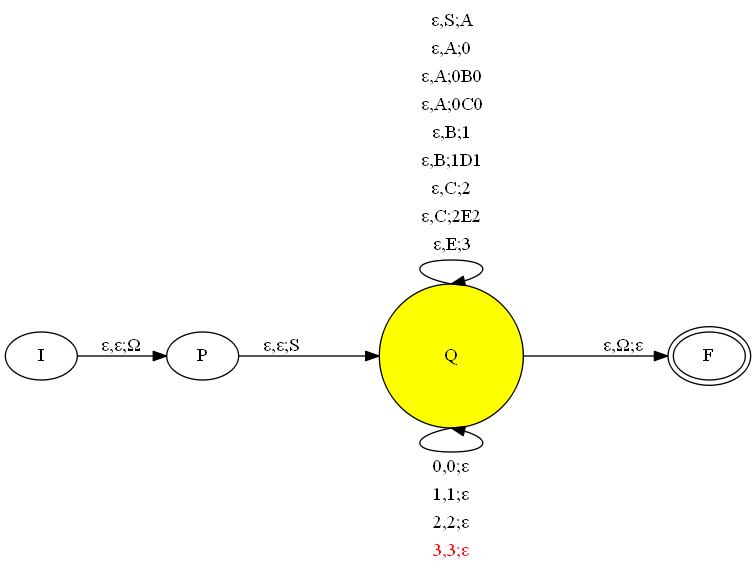 ε,S;A
ε,A;0
ε,A;0B0
ε,A;0C0
ε,B;1
ε,B;1D1
ε,C;2
ε,C;2E2
ε,E;3
I
ε,ε;Ω
P
ε,ε;S
Q
ε,Ω;ε
F
0,0;ε
1,1;ε
2,2;ε
3,3;ε